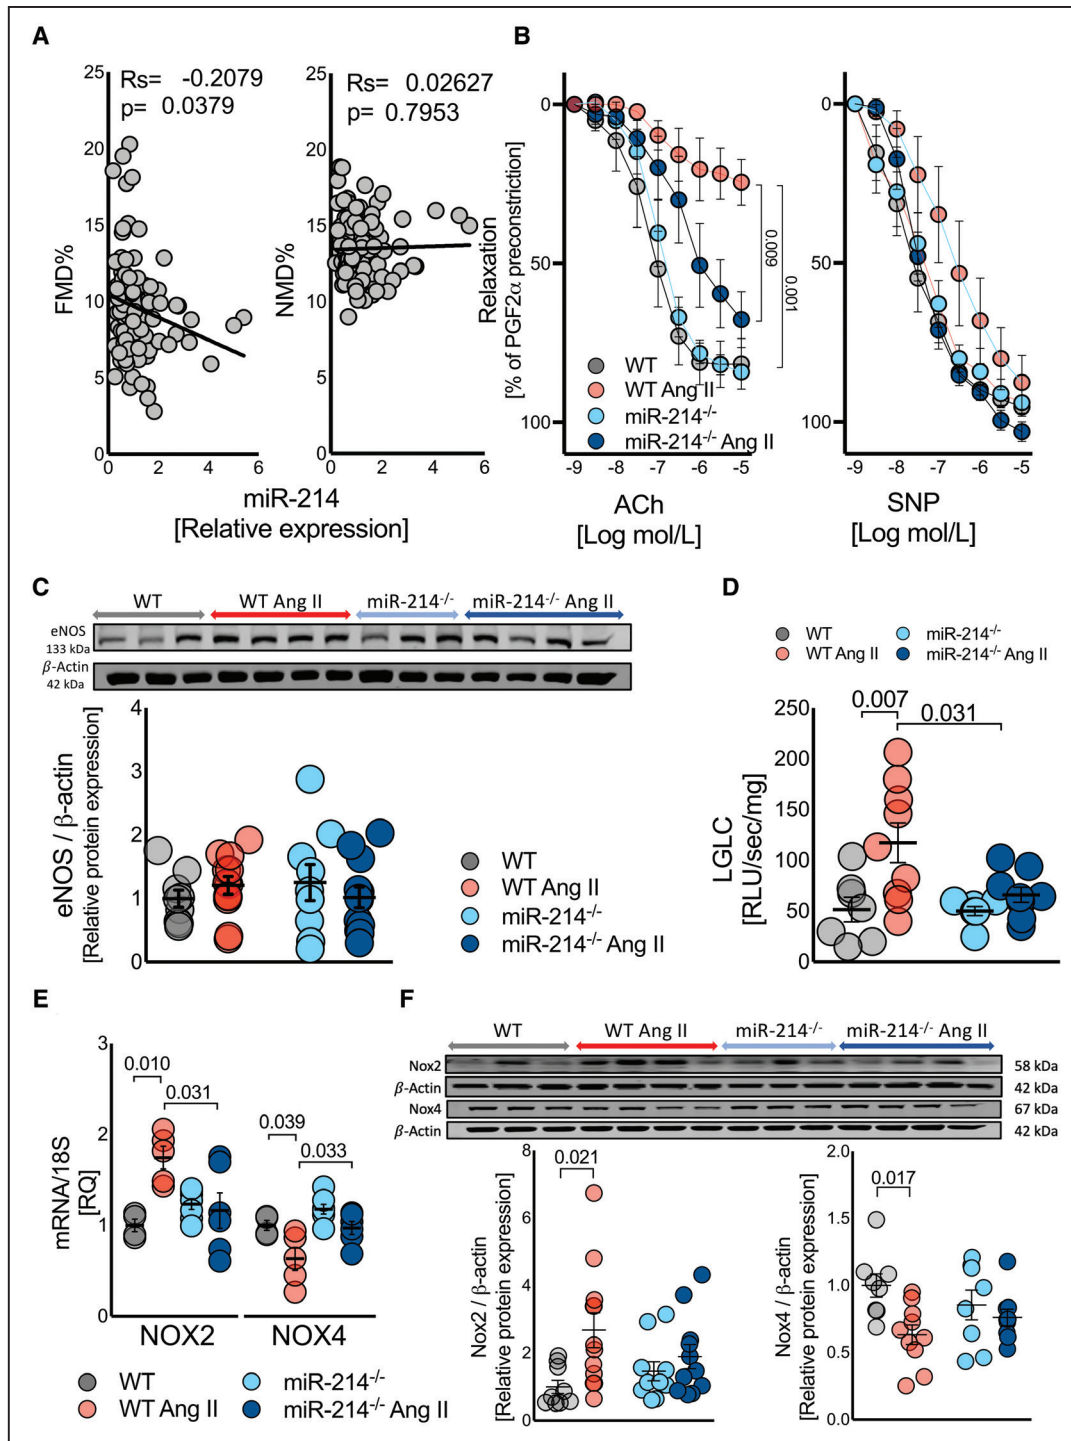 A
Rs= -0.2079
p= 0.0379
25
20
15
10
5
0
FMD%
0 2 4 6
Rs= 0.02627
p= 0.7953
25
20
15
10
5
0
NMD%
0 2 4 6
miR-214
[Relative expression]
B
Relaxation
[% of PGF2α preconstriction]
0
50
100
0.009
0.001
WT
WT Ang II
miR-214-/-
miR-214-/- Ang II
-9 -8 -7 -6 -5
ACh
[Log mol/L]
0
50
100
-9 -8 -7 -6 -5
SNP
[Log mol/L]
C
WT WT Ang II miR-214-/- miR-214-/- Ang II
eNOS
133 kDa
β-Actin
42 kDa
eNOS / β-actin
[Relative protein expression]
4
3
2
1
0
WT
WT Ang II
miR-214-/-
miR-214-/- Ang II
D
WT miR-214-/-
WT Ang II miR-214-/- Ang II
LGLC
[RLU/sec/mg]
250
200
150
100
50
0
0.007
0.031
E
mRNA/18S
[RQ]
3
2
1
0
0.010
0.031
0.039
0.033
NOX2 NOX4
WT miR-214-/-
WT Ang II miR-214-/- Ang II
F
WT WT Ang II miR-214-/- miR-214-/- Ang II
Nox2 58 kDa
β-Actin 42 kDa
Nox4 67 kDa
β-Actin 42 kDa
Nox2 / β-actin
[Relative protein expression]
8
6
4
2
0
0.021
Nox4 / β-actin
[Relative protein expression]
2.0
1.5
1.0
0.5
0.0
0.017